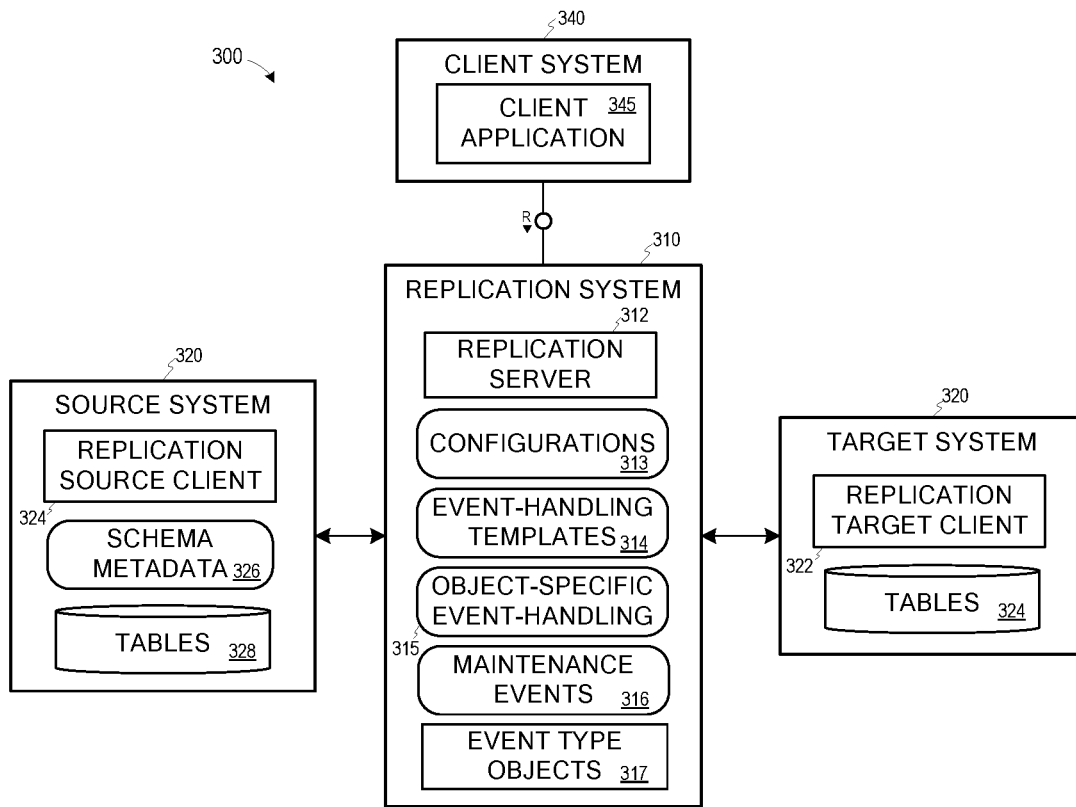 340
300
CLIENT SYSTEM
CLIENT 345
APPLICATION
R
310
REPLICATION SYSTEM
312
REPLICATION
SERVER
CONFIGURATIONS
313
EVENT-HANDLING
TEMPLATES 314
OBJECT-SPECIFIC
EVENT-HANDLING
315
MAINTENANCE
EVENTS 316
EVENT TYPE
OBJECTS 317
320
SOURCE SYSTEM
REPLICATION
SOURCE CLIENT
324
SCHEMA
METADATA 326
TABLES 328
320
TARGET SYSTEM
REPLICATION
TARGET CLIENT
322
TABLES 324